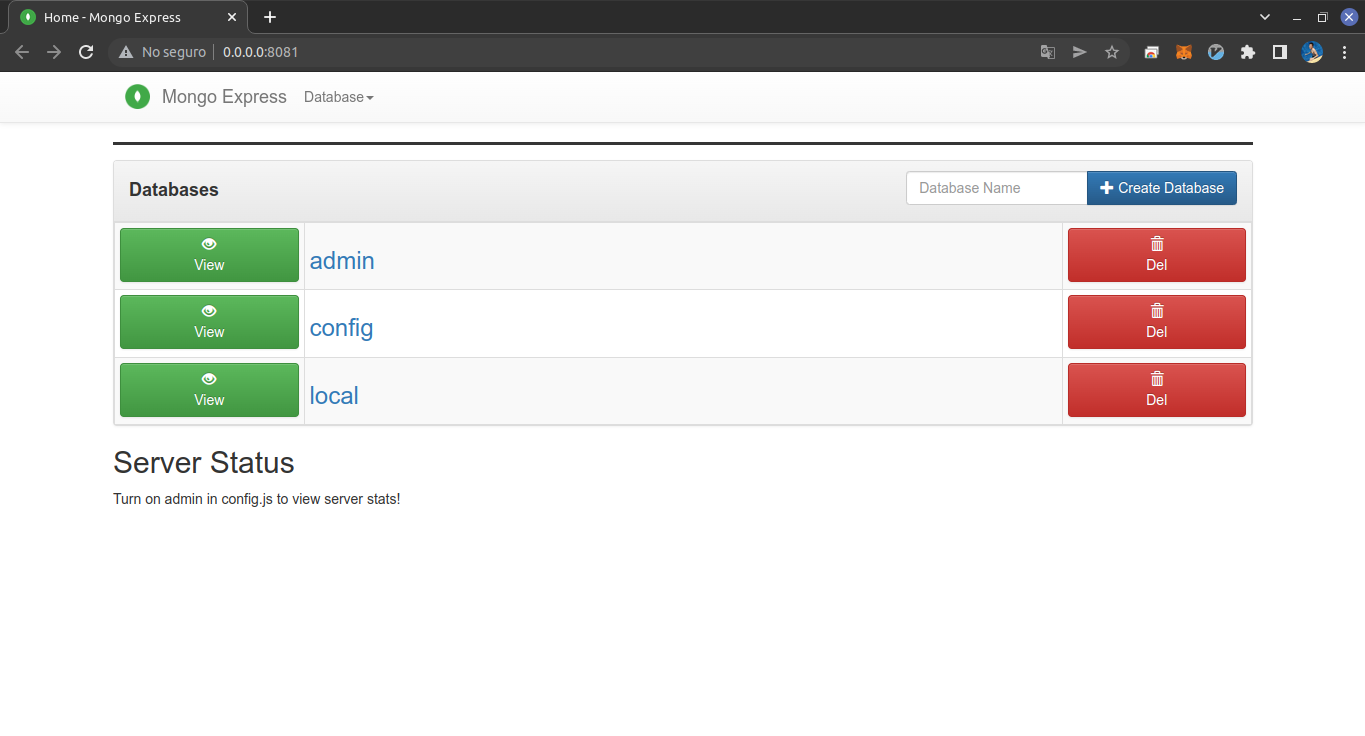 Home - Mongo Express
No seguro 0.0.0.0:8081
Mongo Express Database
Databases Database Name Create Database
View admin Del
View config Del
View local Del
Server Status
Turn on admin in config.js to view server stats!